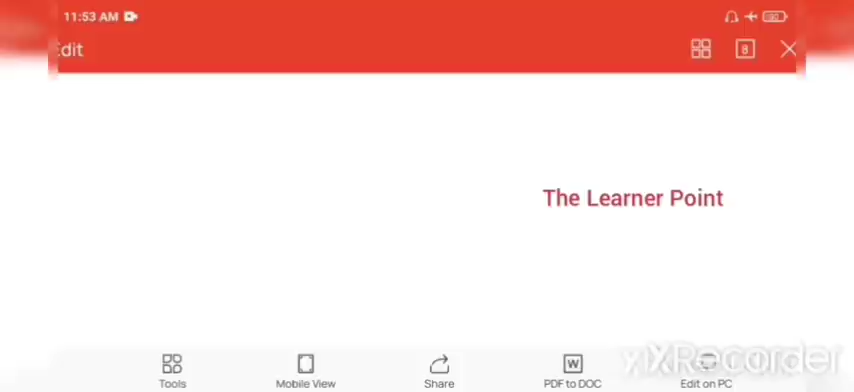 11:53 AM
Edit
8
The Learner Point
Tools
Mobile View
Share
PDF to DOC
Edit on PC
XRecorder